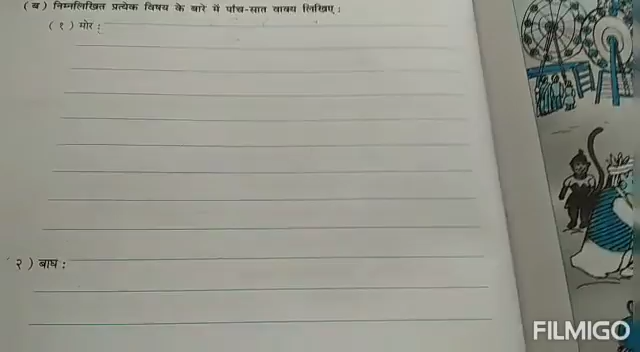 (ब) निम्नलिखित प्रत्येक विषय के बारे में पाँच-सात वाक्य लिखिए :
(१) मोर :
२) बाघ :
FILMIGO